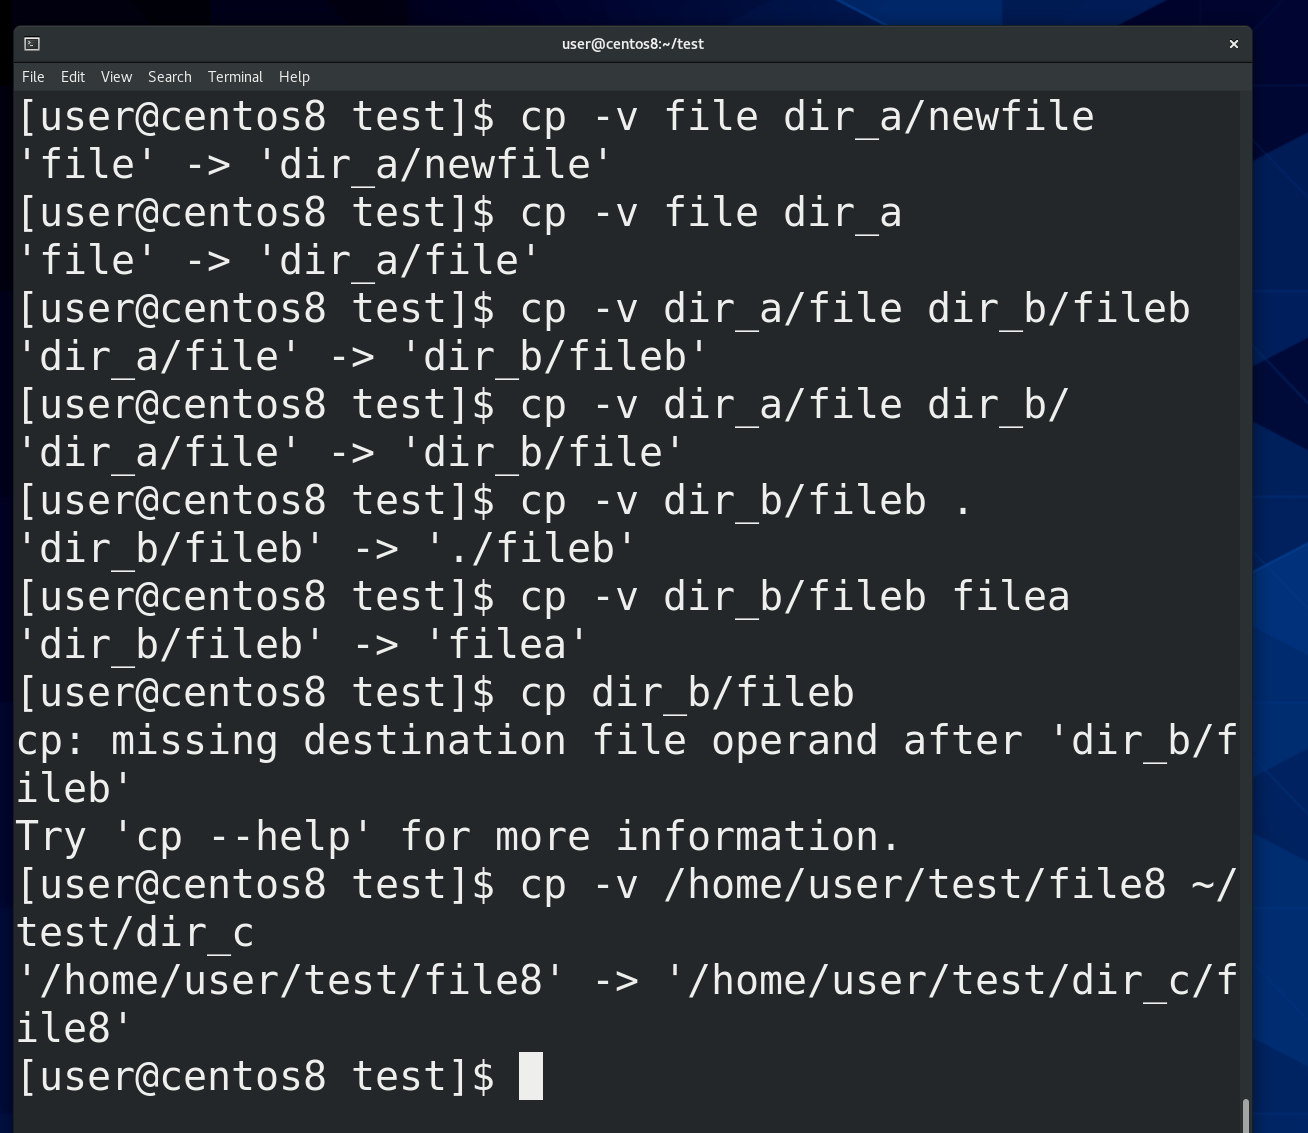 user@centos8:~/test
File Edit View Search Terminal Help
[user@centos8 test]$ cp -v file dir_a/newfile
'file' -> 'dir_a/newfile'
[user@centos8 test]$ cp -v file dir_a
'file' -> 'dir_a/file'
[user@centos8 test]$ cp -v dir_a/file dir_b/fileb
'dir_a/file' -> 'dir_b/fileb'
[user@centos8 test]$ cp -v dir_a/file dir_b/
'dir_a/file' -> 'dir_b/file'
[user@centos8 test]$ cp -v dir_b/fileb .
'dir_b/fileb' -> './fileb'
[user@centos8 test]$ cp -v dir_b/fileb filea
'dir_b/fileb' -> 'filea'
[user@centos8 test]$ cp dir_b/fileb
cp: missing destination file operand after 'dir_b/f
ileb'
Try 'cp --help' for more information.
[user@centos8 test]$ cp -v /home/user/test/file8 ~/
test/dir_c
'/home/user/test/file8' -> '/home/user/test/dir_c/f
ile8'
[user@centos8 test]$